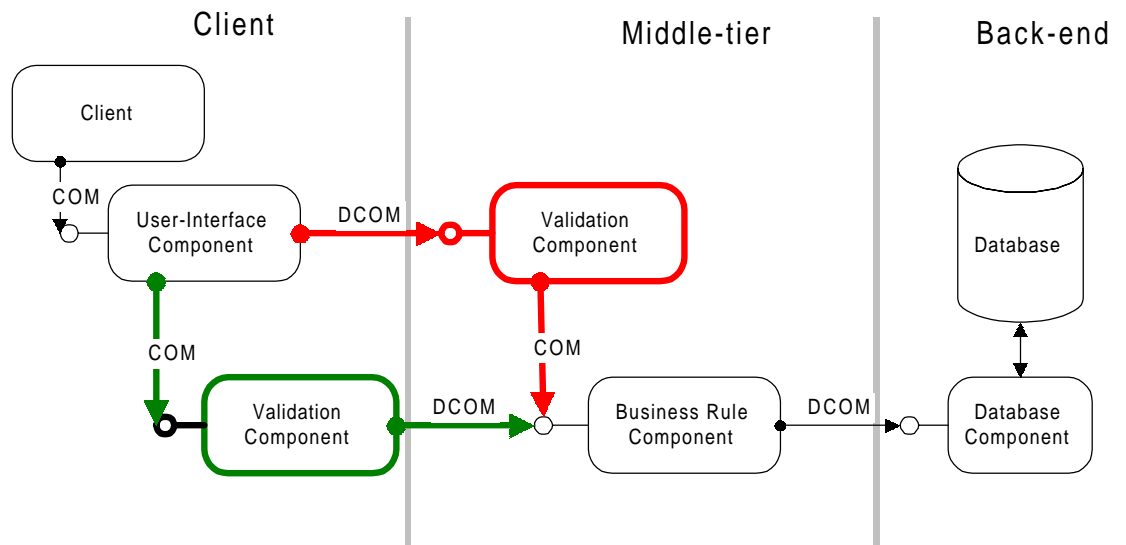 Client
Middle-tier
Back-end
Client
COM
User-Interface
Component
DCOM
Validation
Component
Database
COM
COM
Validation
Component
DCOM
Business Rule
Component
DCOM
Database
Component